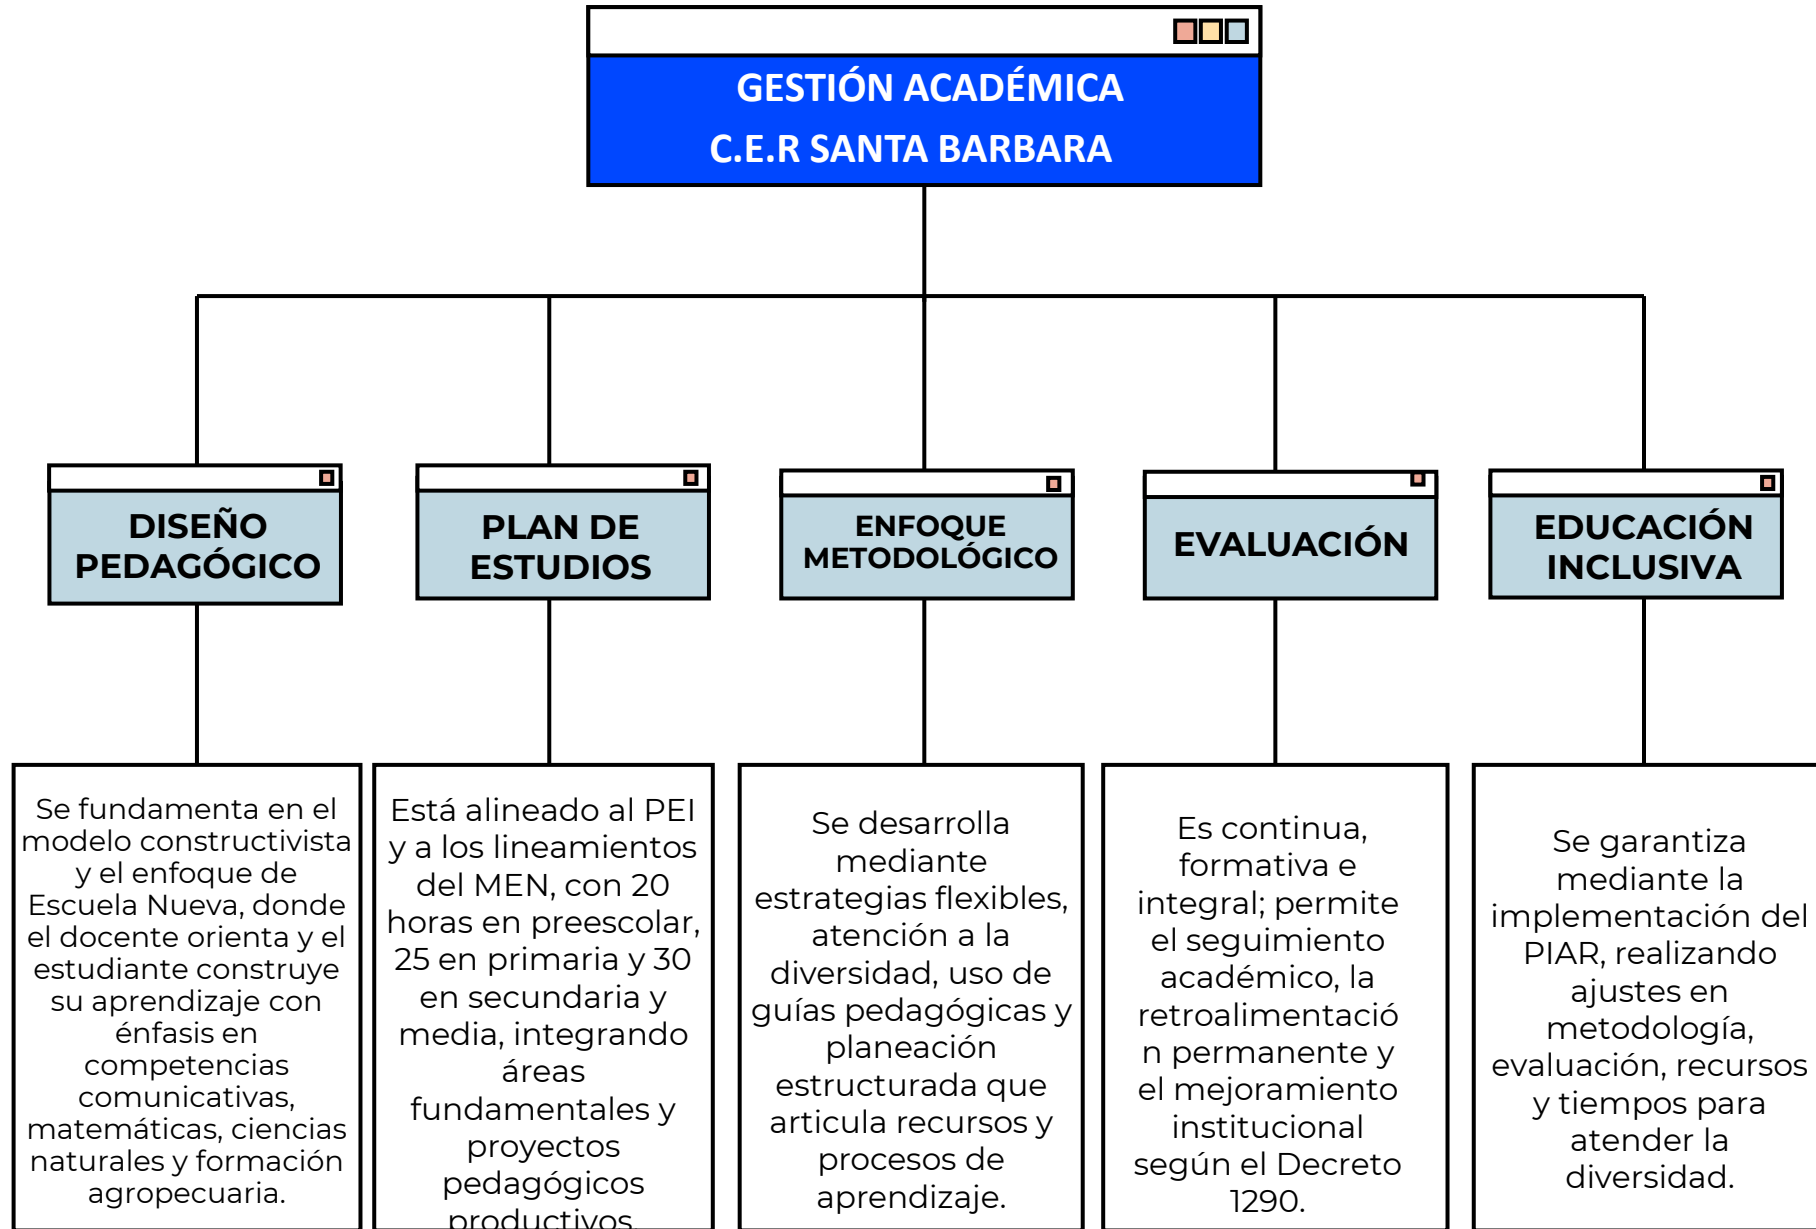 GESTIÓN ACADÉMICA
C.E.R SANTA BARBARA
DISEÑO
PEDAGÓGICO
PLAN DE
ESTUDIOS
ENFOQUE
METODOLÓGICO
EVALUACIÓN
EDUCACIÓN
INCLUSIVA
Se fundamenta en el
modelo constructivista
y el enfoque de
Escuela Nueva, donde
el docente orienta y el
estudiante construye
su aprendizaje con
énfasis en
competencias
comunicativas,
matemáticas, ciencias
naturales y formación
agropecuaria.
Está alineado al PEI
y a los lineamientos
del MEN, con 20
horas en preescolar,
25 en primaria y 30
en secundaria y
media, integrando
áreas
fundamentales y
proyectos
pedagógicos
productivos.
Se desarrolla
mediante
estrategias flexibles,
atención a la
diversidad, uso de
guías pedagógicas y
planeación
estructurada que
articula recursos y
procesos de
aprendizaje.
Es continua,
formativa e
integral; permite
el seguimiento
académico, la
retroalimentació
n permanente y
el mejoramiento
institucional
según el Decreto
1290.
Se garantiza
mediante la
implementación del
PIAR, realizando
ajustes en
metodología,
evaluación, recursos
y tiempos para
atender la
diversidad.